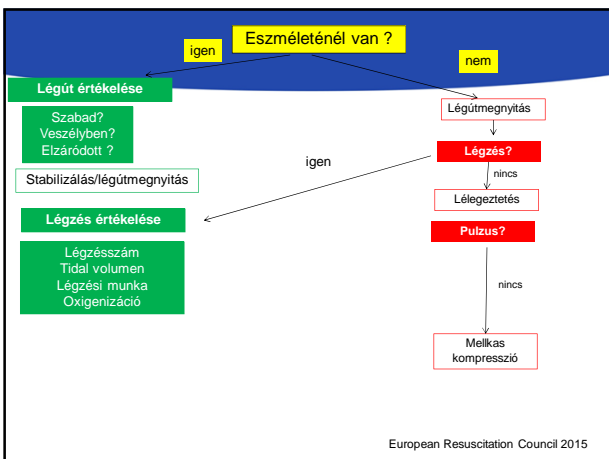 Eszméleténél van ?
igen
nem
Légút értékelése
Szabad?
Veszélyben?
Elzáródott ?
Stabilizálás/légútmegnyitás
Légútmegnyitás
Légzés?
igen
nincs
Lélegeztetés
Légzés értékelése
Pulzus?
Légzésszám
Tidal volumen
Légzési munka
Oxigenizáció
nincs
Mellkas
kompresszió
European Resuscitation Council 2015